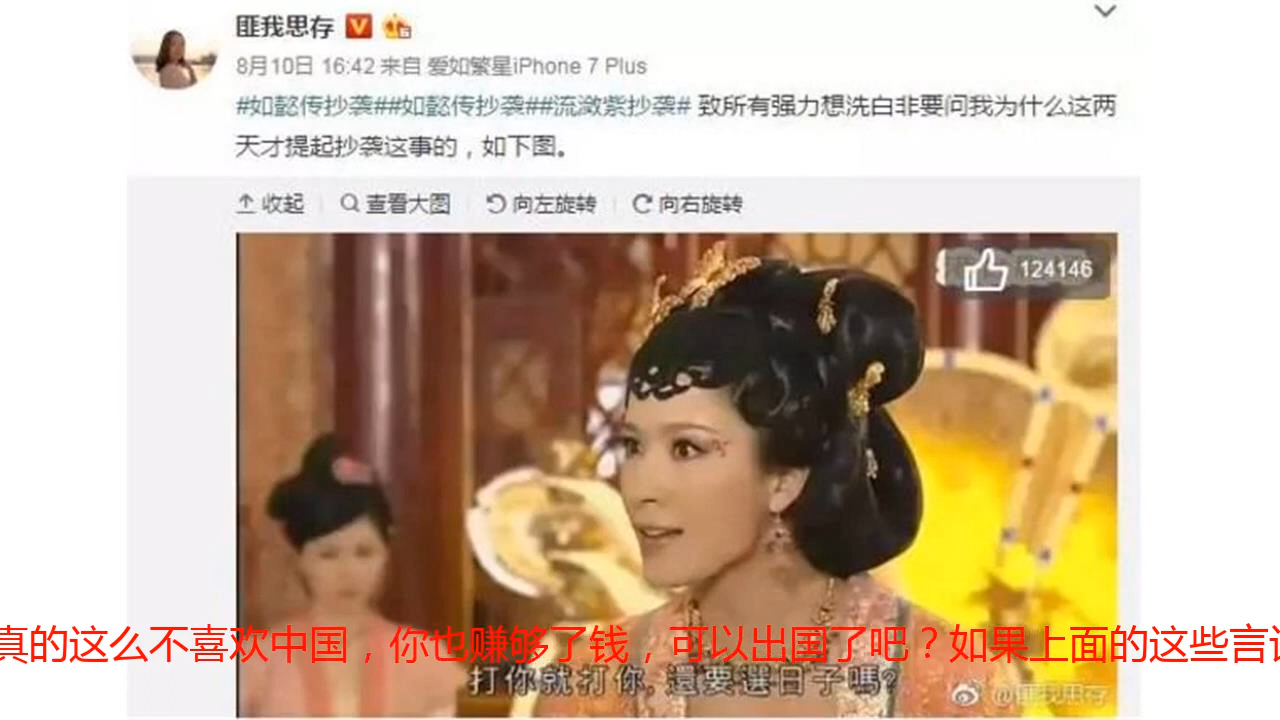 匪我思存
8月10日 16:42 来自 爱如繁星iPhone 7 Plus
#如懿传抄袭##如懿传抄袭##流潋紫抄袭# 致所有强力想洗白非要问我为什么这两
天才提起抄袭这事的，如下图。
收起 查看大图 向左旋转 向右旋转
124146
真的这么不喜欢中国，你也赚够了钱，可以出国了吧？如果上面的这些言
打你就打你，還要選日子嗎?
@匪我思存